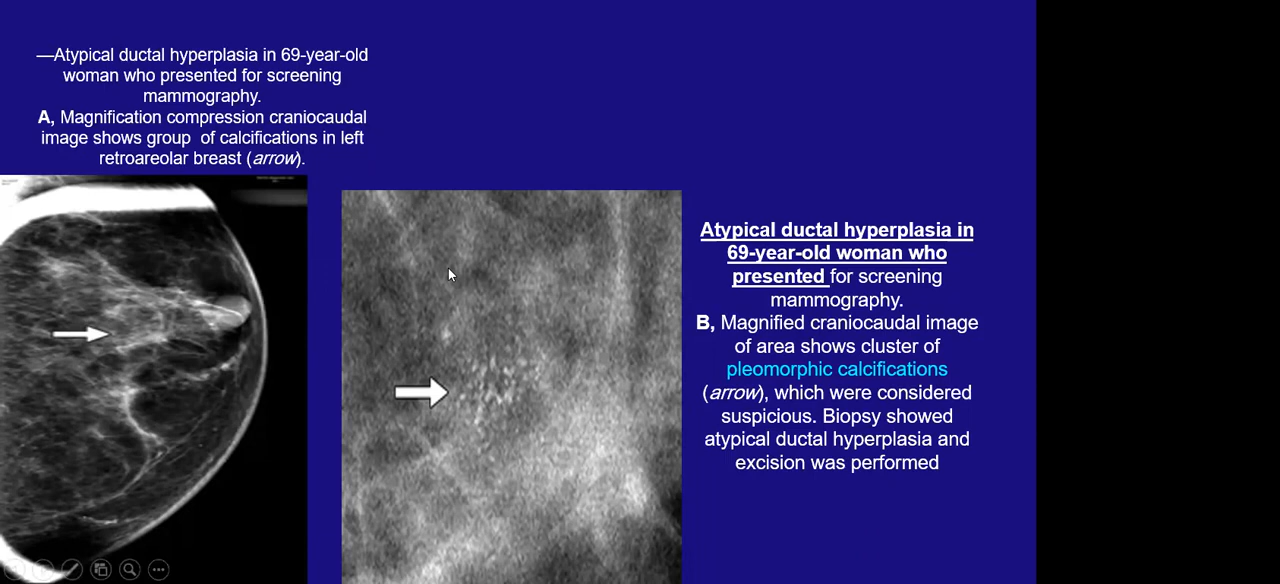 —Atypical ductal hyperplasia in 69-year-old
woman who presented for screening
mammography.
A, Magnification compression craniocaudal
image shows group of calcifications in left
retroareolar breast (arrow).
Atypical ductal hyperplasia in
69-year-old woman who
presented for screening
mammography.
B, Magnified craniocaudal image
of area shows cluster of
pleomorphic calcifications
(arrow), which were considered
suspicious. Biopsy showed
atypical ductal hyperplasia and
excision was performed